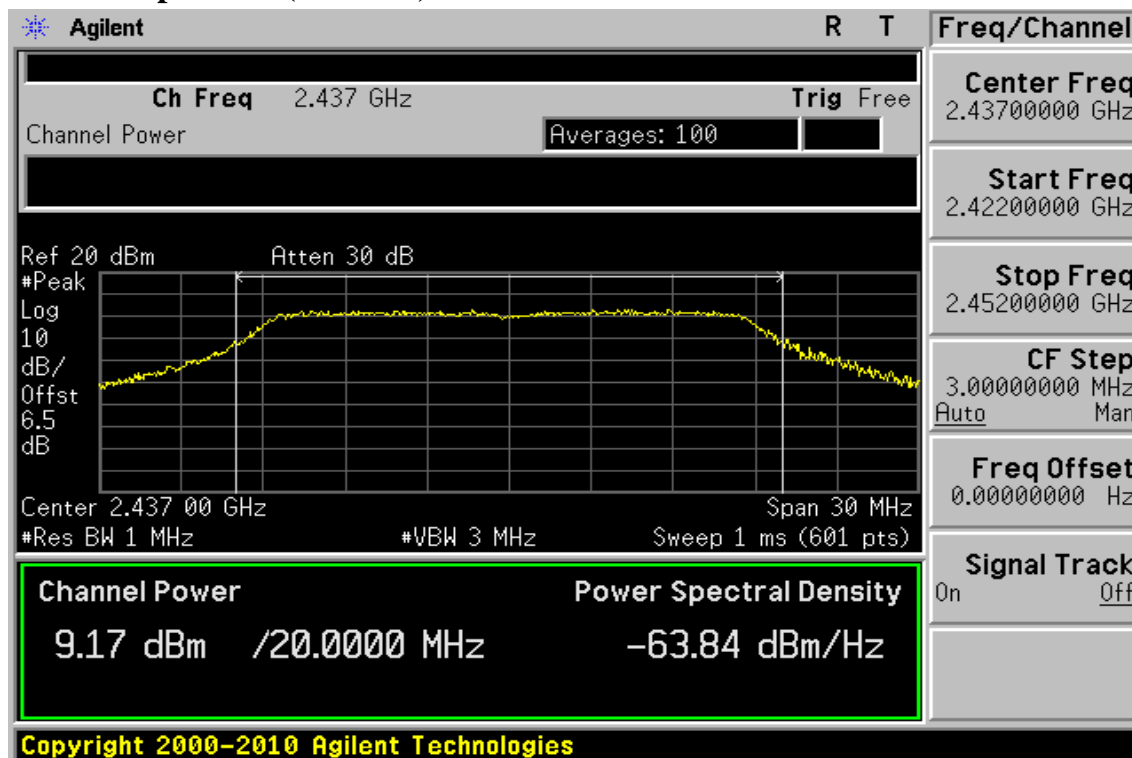 Agilent R T
Ch Freq 2.437 GHz Trig Free
Channel Power Averages: 100
Ref 20 dBm Atten 30 dB
#Peak
Log
10
dB/
Offst
6.5
dB
Center 2.437 00 GHz Span 30 MHz
#Res BW 1 MHz #VBW 3 MHz Sweep 1 ms (601 pts)
Channel Power Power Spectral Density
9.17 dBm /20.0000 MHz -63.84 dBm/Hz
Copyright 2000-2010 Agilent Technologies
Freq/Channel
Center Freq
2.43700000 GHz
Start Freq
2.42200000 GHz
Stop Freq
2.45200000 GHz
CF Step
3.00000000 MHz
Auto Man
Freq Offset
0.00000000 Hz
Signal Track
On Off